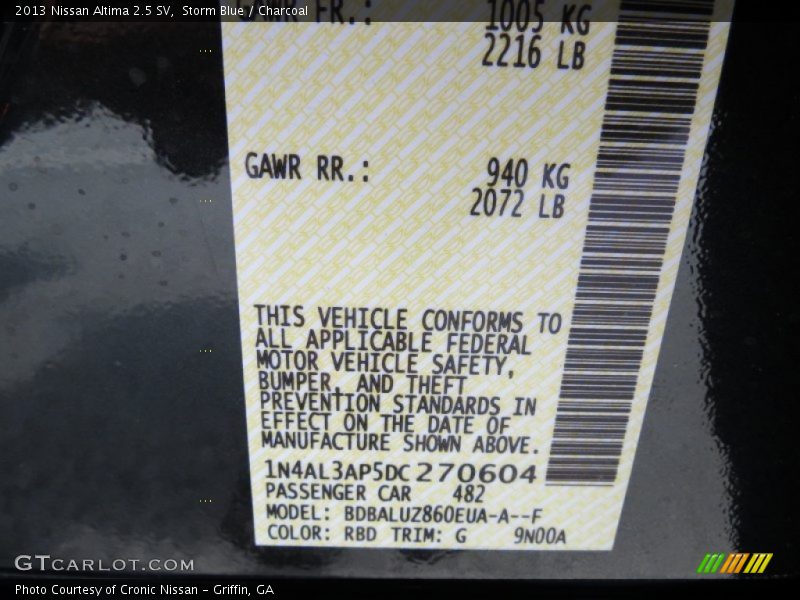 2013 Nissan Altima 2.5 SV,  Storm Blue / Charcoal
GAWR FR.: 1005 KG
2216 LB
GAWR RR.: 940 KG
2072 LB
THIS VEHICLE CONFORMS TO
ALL APPLICABLE FEDERAL
MOTOR VEHICLE SAFETY,
BUMPER, AND THEFT
PREVENTION STANDARDS IN
EFFECT ON THE DATE OF
MANUFACTURE SHOWN ABOVE.
1N4AL3AP5DC270604
PASSENGER CAR 482
MODEL: BDBALUZ860EUA-A--F
COLOR: RBD TRIM: G 9N00A
GTCARLOT.COM
Photo Courtesy of Cronic Nissan - Griffin, GA